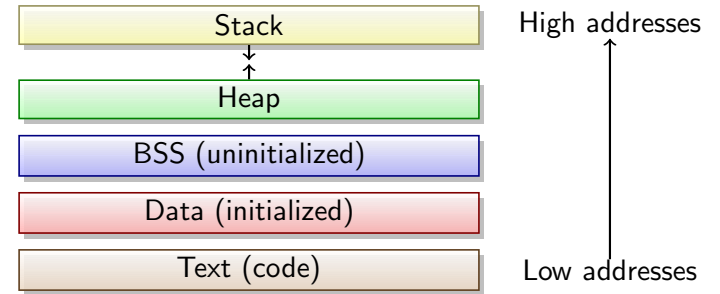 Stack
High addresses
Heap
BSS (uninitialized)
Data (initialized)
Text (code)
Low addresses